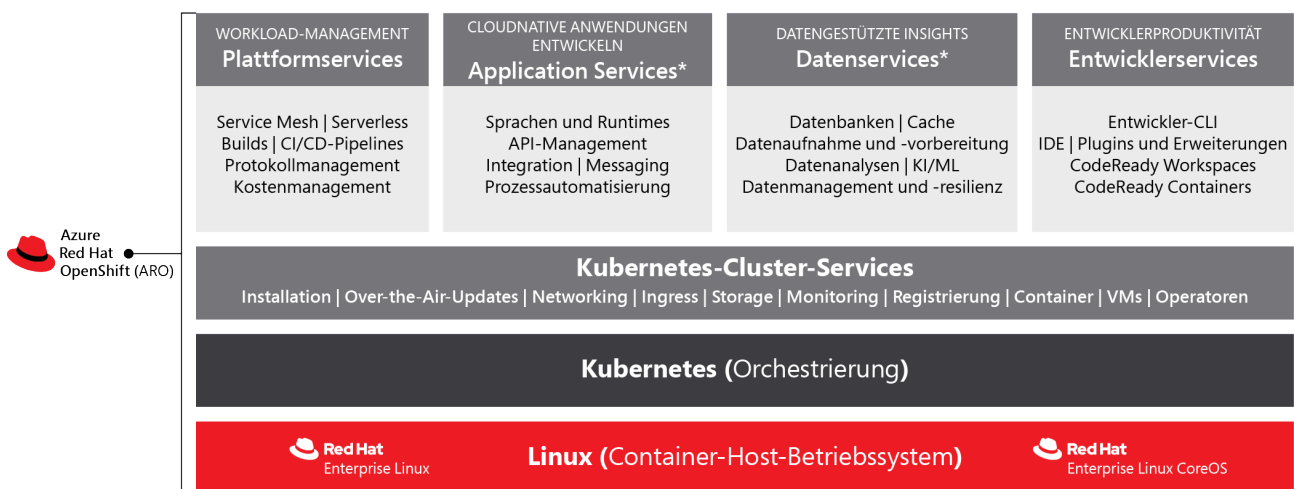 WORKLOAD-MANAGEMENT
Plattformservices
Service Mesh | Serverless
Builds | CI/CD-Pipelines
Protokollmanagement
Kostenmanagement
CLOUDNATIVE ANWENDUNGEN
ENTWICKELN
Application Services*
Sprachen und Runtimes
API-Management
Integration | Messaging
Prozessautomatisierung
DATENGESTÜTZTE INSIGHTS
Datenservices*
Datenbanken | Cache
Datenaufnahme und -vorbereitung
Datenanalysen | KI/ML
Datenmanagement und -resilienz
ENTWICKLERPRODUKTIVITÄT
Entwicklerservices
Entwickler-CLI
IDE | Plugins und Erweiterungen
CodeReady Workspaces
CodeReady Containers
Azure
Red Hat
OpenShift (ARO)
Kubernetes-Cluster-Services
Installation | Over-the-Air-Updates | Networking | Ingress | Storage | Monitoring | Registrierung | Container | VMs | Operatoren
Kubernetes (Orchestrierung)
Red Hat
Enterprise Linux
Linux (Container-Host-Betriebssystem)
Red Hat
Enterprise Linux CoreOS